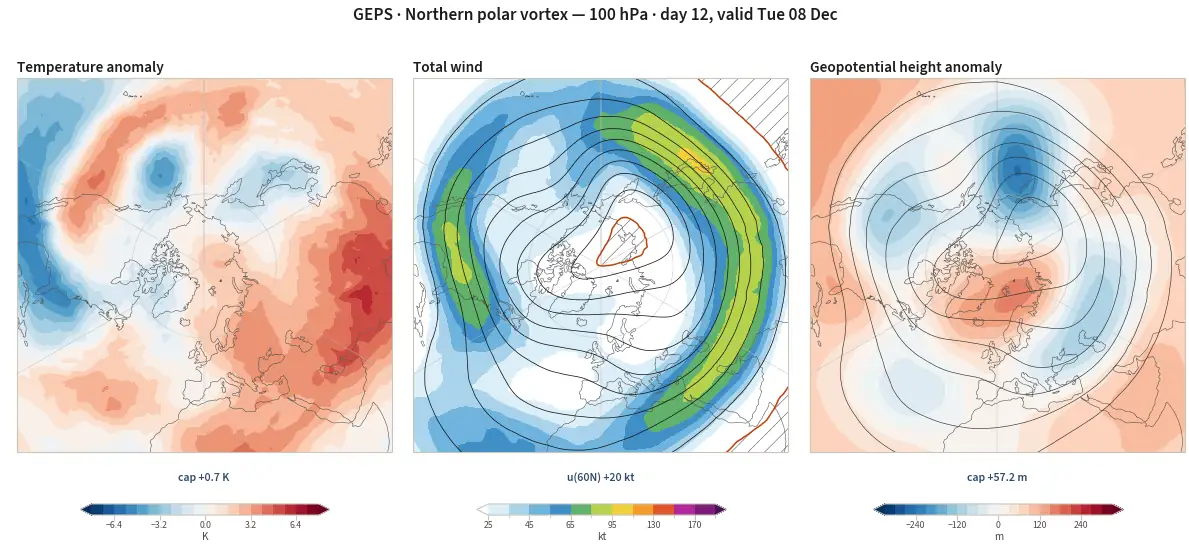 GEPS · Northern polar vortex — 100 hPa · day 12, valid Tue 08 Dec
Temperature anomaly
Total wind
Geopotential height anomaly
cap +0.7 K
u(60N) +20 kt
cap +57.2 m
−6.4 −3.2 0.0 3.2 6.4
K
25 45 65 95 130 170
kt
−240 −120 0 120 240
m